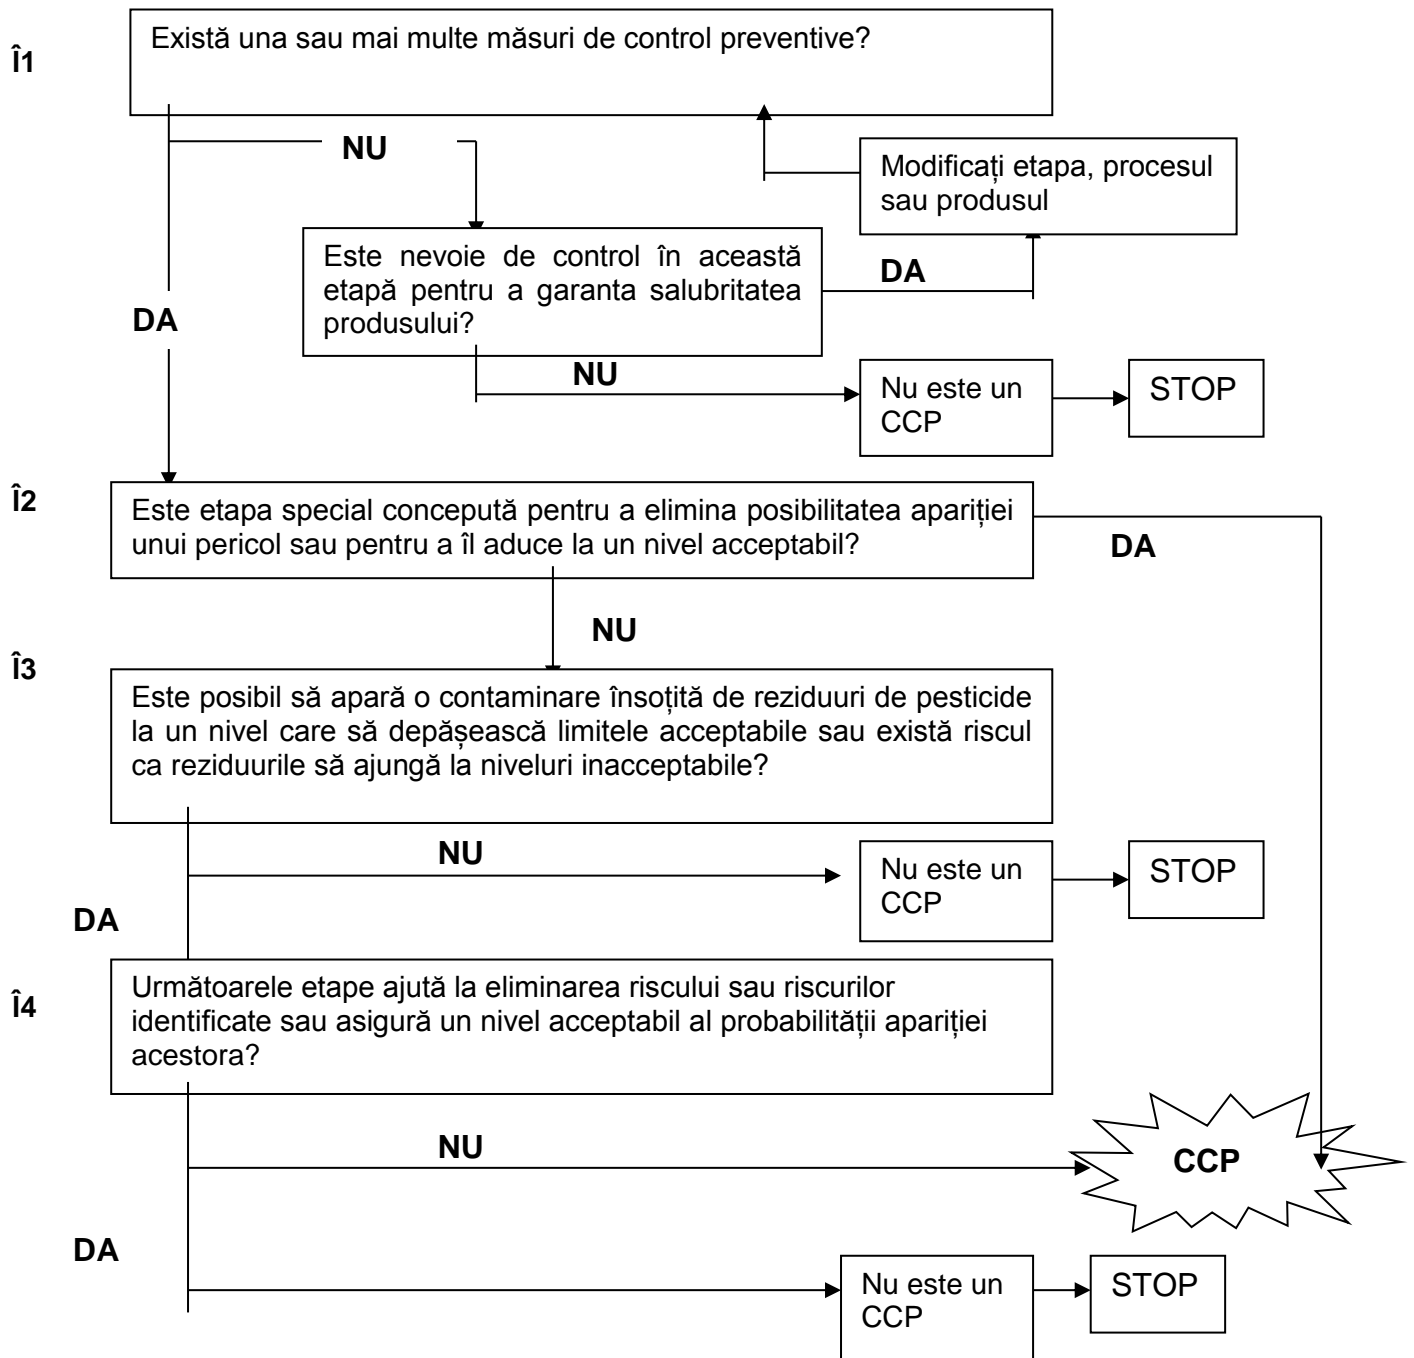 Î1
Există una sau mai multe măsuri de control preventive?
NU
Modificați etapa, procesul
sau produsul
Este nevoie de control în această
etapă pentru a garanta salubritatea
produsului?
DA
DA
NU
Nu este un
CCP
STOP
Î2
Este etapa special concepută pentru a elimina posibilitatea apariției
unui pericol sau pentru a îl aduce la un nivel acceptabil?
DA
NU
Î3
Este posibil să apară o contaminare însoțită de reziduuri de pesticide
la un nivel care să depășească limitele acceptabile sau există riscul
ca reziduurile să ajungă la niveluri inacceptabile?
NU
Nu este un
CCP
STOP
DA
Î4
Următoarele etape ajută la eliminarea riscului sau riscurilor
identificate sau asigură un nivel acceptabil al probabilității apariției
acestora?
NU
CCP
DA
Nu este un
CCP
STOP